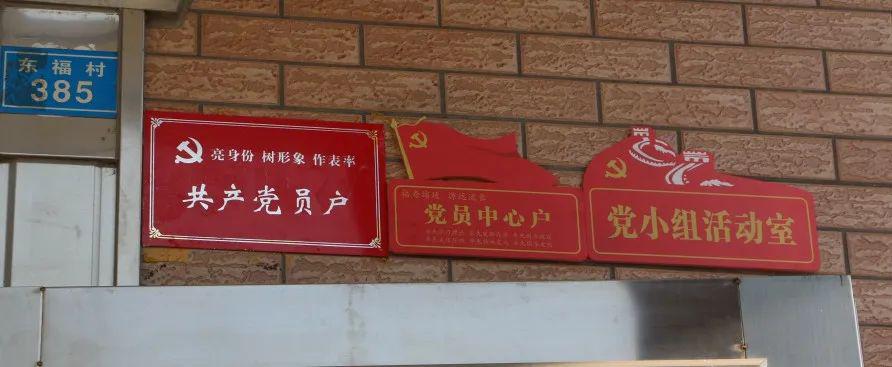 东福村
385
亮身份 树形象 作表率
共产党员户
党员中心户
党小组活动室